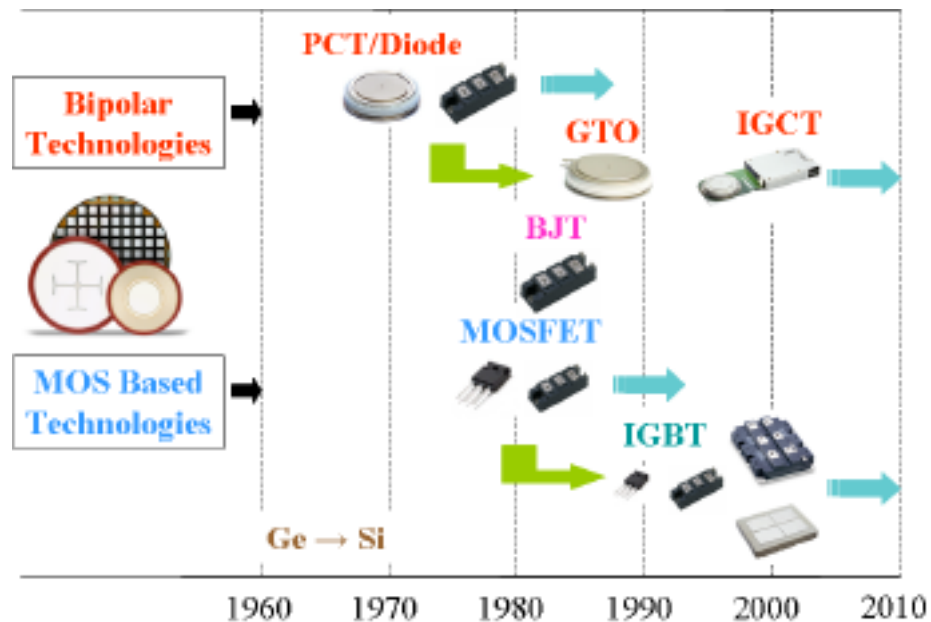 PCT/Diode
Bipolar
Technologies
GTO
IGCT
BJT
MOSFET
MOS Based
Technologies
IGBT
Ge → Si
1960
1970
1980
1990
2000
2010